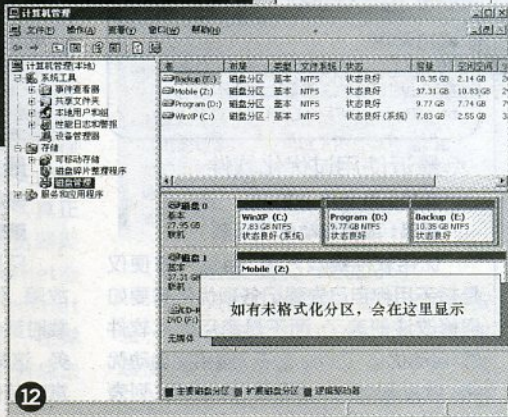 计算机管理
文件(F) 操作(A) 查看(V) 窗口(W) 帮助(H)
计算机管理(本地)
系统工具
事件查看器
共享文件夹
本地用户和组
性能日志和警报
设备管理器
存储
可移动存储
磁盘碎片整理程序
磁盘管理
服务和应用程序
卷 布局 类型 文件系统 状态 容量 空闲空间
Backup (E:) 磁盘分区 基本 NTFS 状态良好 10.35 GB 2.14 GB
Mobile (Z:) 磁盘分区 基本 NTFS 状态良好 37.31 GB 10.83 GB
Program (D:) 磁盘分区 基本 NTFS 状态良好 9.77 GB 7.74 GB
WinXP (C:) 磁盘分区 基本 NTFS 状态良好 (系统) 7.83 GB 2.55 GB
磁盘 0
基本
27.95 GB
联机
WinXP (C:)
7.83 GB NTFS
状态良好 (系统)
Program (D:)
9.77 GB NTFS
状态良好
Backup (E:)
10.35 GB NTFS
状态良好
磁盘 1
基本
37.31 GB
联机
Mobile (Z:)
如有未格式化分区，会在这里显示
DVD (F:)
无媒体
主要磁盘分区 扩展磁盘分区 逻辑驱动器
12